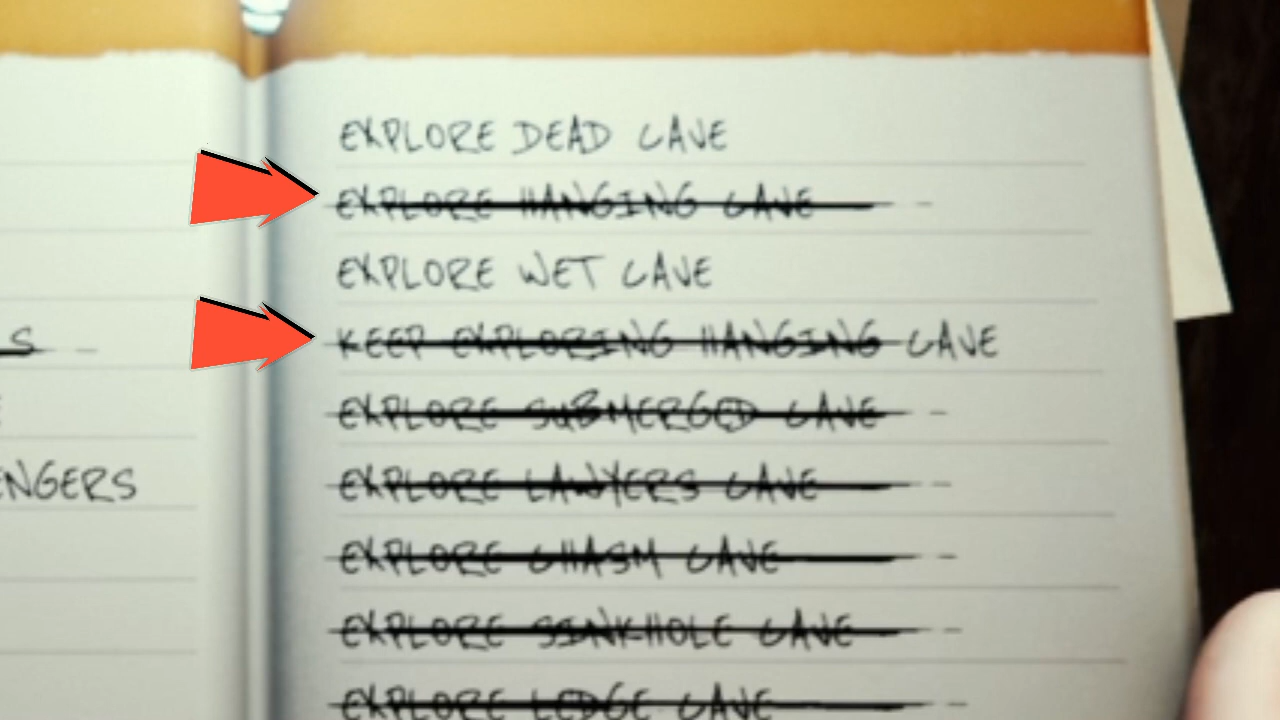 S
ENGERS
EXPLORE DEAD CAVE
EXPLORE HANGING CAVE
EXPLORE WET CAVE
KEEP EXPLORING HANGING CAVE
EXPLORE SUBMERGED CAVE
EXPLORE LAWYERS CAVE
EXPLORE CHASM CAVE
EXPLORE SINKHOLE CAVE
EXPLORE LEDGE CAVE